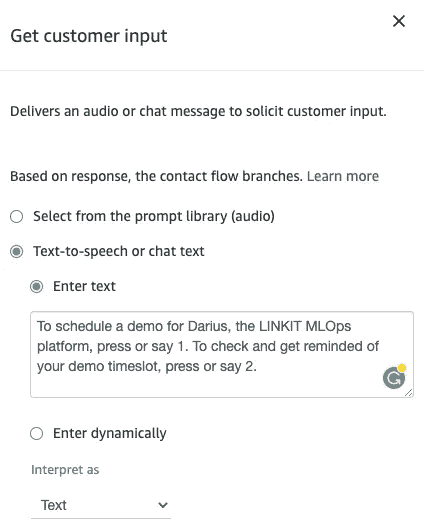 Get customer input
Delivers an audio or chat message to solicit customer input.
Based on response, the contact flow branches. Learn more
Select from the prompt library (audio)
Text-to-speech or chat text
Enter text
To schedule a demo for Darius, the LINKIT MLOps
platform, press or say 1. To check and get reminded of
your demo timeslot, press or say 2.
Enter dynamically
Interpret as
Text